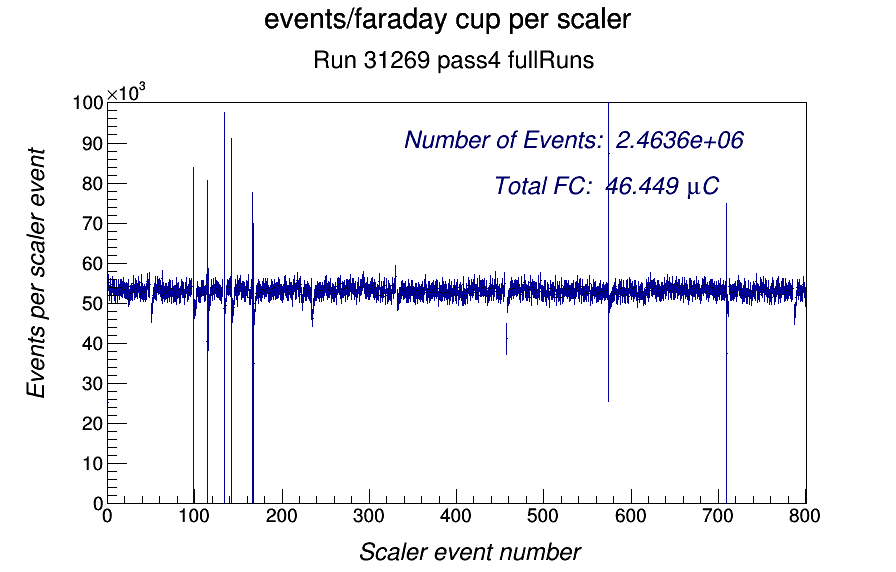 events/faraday cup per scaler
Run 31269 pass4 fullRuns
×10³
Number of Events: 2.4636e+06
Total FC: 46.449 μC
Events per scaler event
100
90
80
70
60
50
40
30
20
10
0
0 100 200 300 400 500 600 700 800
Scaler event number